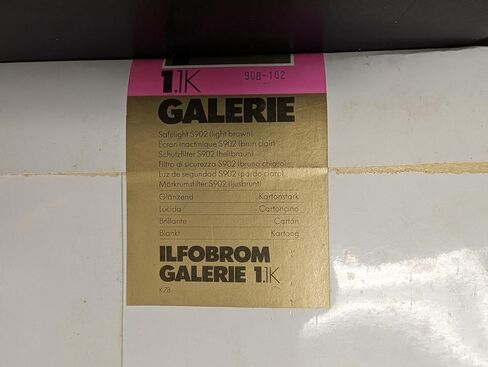 1.1K 908-102
GALERIE
Safelight S902 (light brown)
Ecran inactinique S902 (brun clair)
Schutzfilter S902 (hellbraun)
Filtro di sicurezza S902 (bruno chiaro)
Luz de seguridad S902 (pardo claro)
Mörkrumsfilter S902 (ljusbrunt)
Glänzend Kartonstark
Lucida Cartoncino
Brillante Cartón
Blankt Kartong
ILFOBROM
GALERIE 1.1K
K78